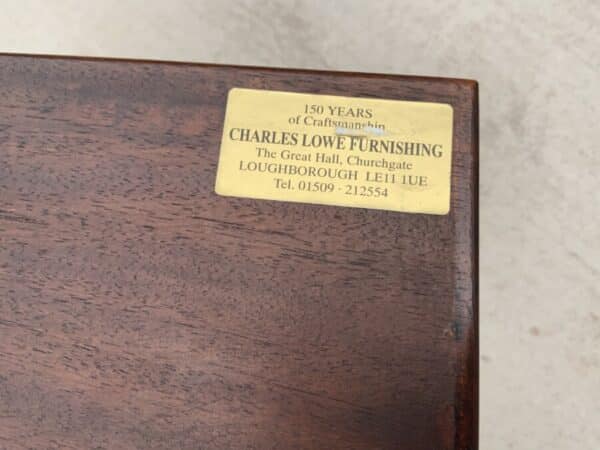 150 YEARS
of Craftsmanship
CHARLES LOWE FURNISHING
The Great Hall, Churchgate
LOUGHBOROUGH LE11 1UE
Tel. 01509 - 212554